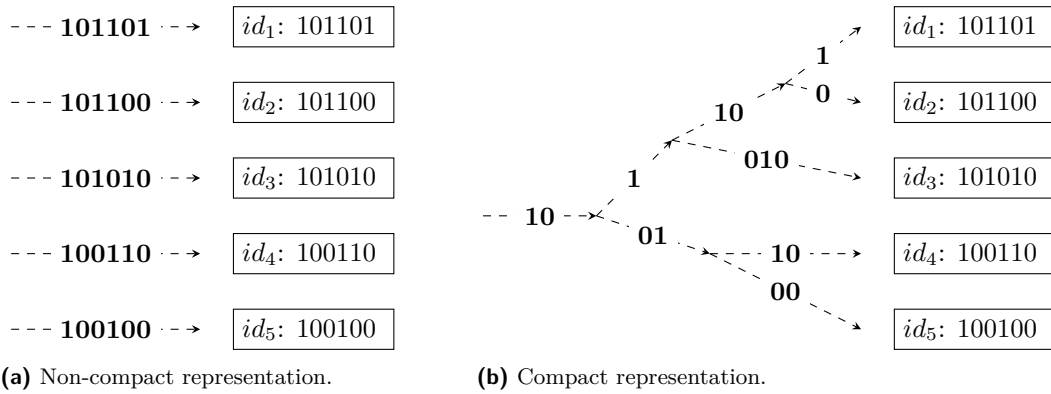 101101 id₁: 101101
101100 id₂: 101100
101010 id₃: 101010
100110 id₄: 100110
100100 id₅: 100100
(a) Non-compact representation.
1 id₁: 101101
0 id₂: 101100
10
010 id₃: 101010
1
10
01
10 id₄: 100110
00
id₅: 100100
(b) Compact representation.